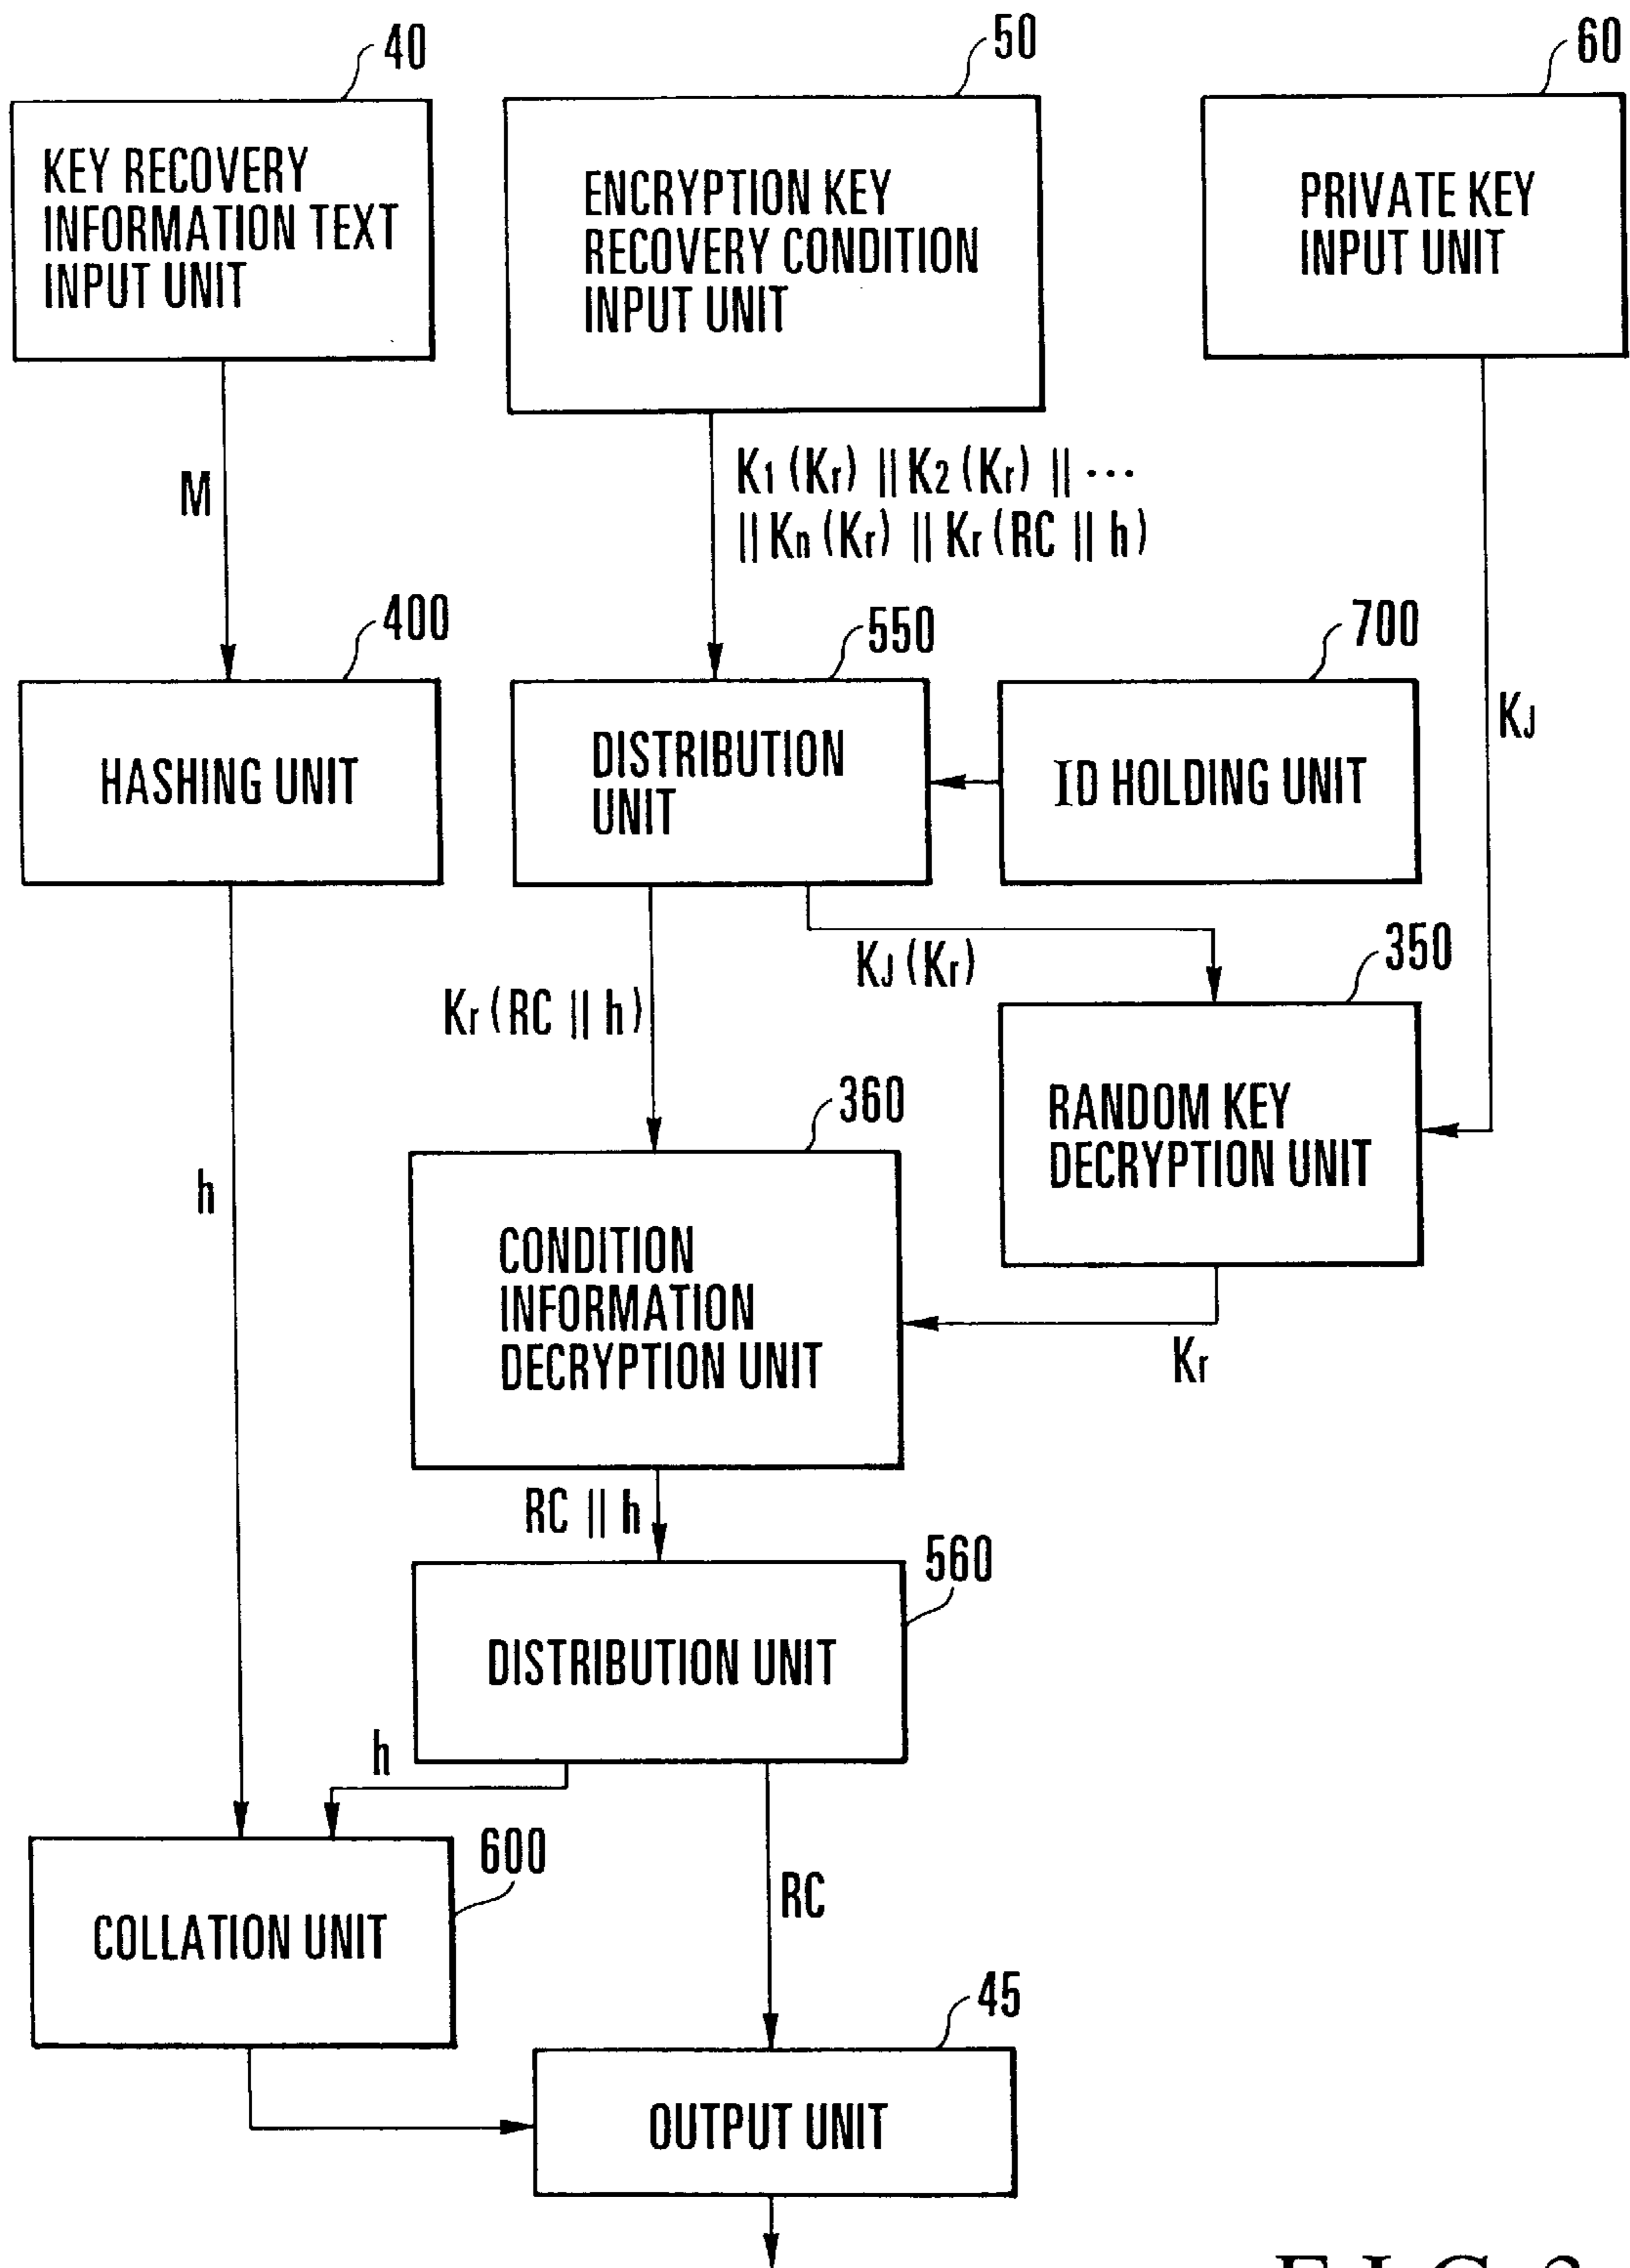 40
50
60
KEY RECOVERY
INFORMATION TEXT
INPUT UNIT
ENCRYPTION KEY
RECOVERY CONDITION
INPUT UNIT
PRIVATE KEY
INPUT UNIT
M
K1 (Kr) || K2 (Kr) || ···
|| Kn (Kr) || Kr (RC || h)
400
550
700
KJ
HASHING UNIT
DISTRIBUTION
UNIT
ID HOLDING UNIT
KJ (Kr)
350
Kr (RC || h)
360
RANDOM KEY
DECRYPTION UNIT
h
CONDITION
INFORMATION
DECRYPTION UNIT
Kr
RC || h
560
DISTRIBUTION UNIT
h
600
RC
COLLATION UNIT
45
OUTPUT UNIT